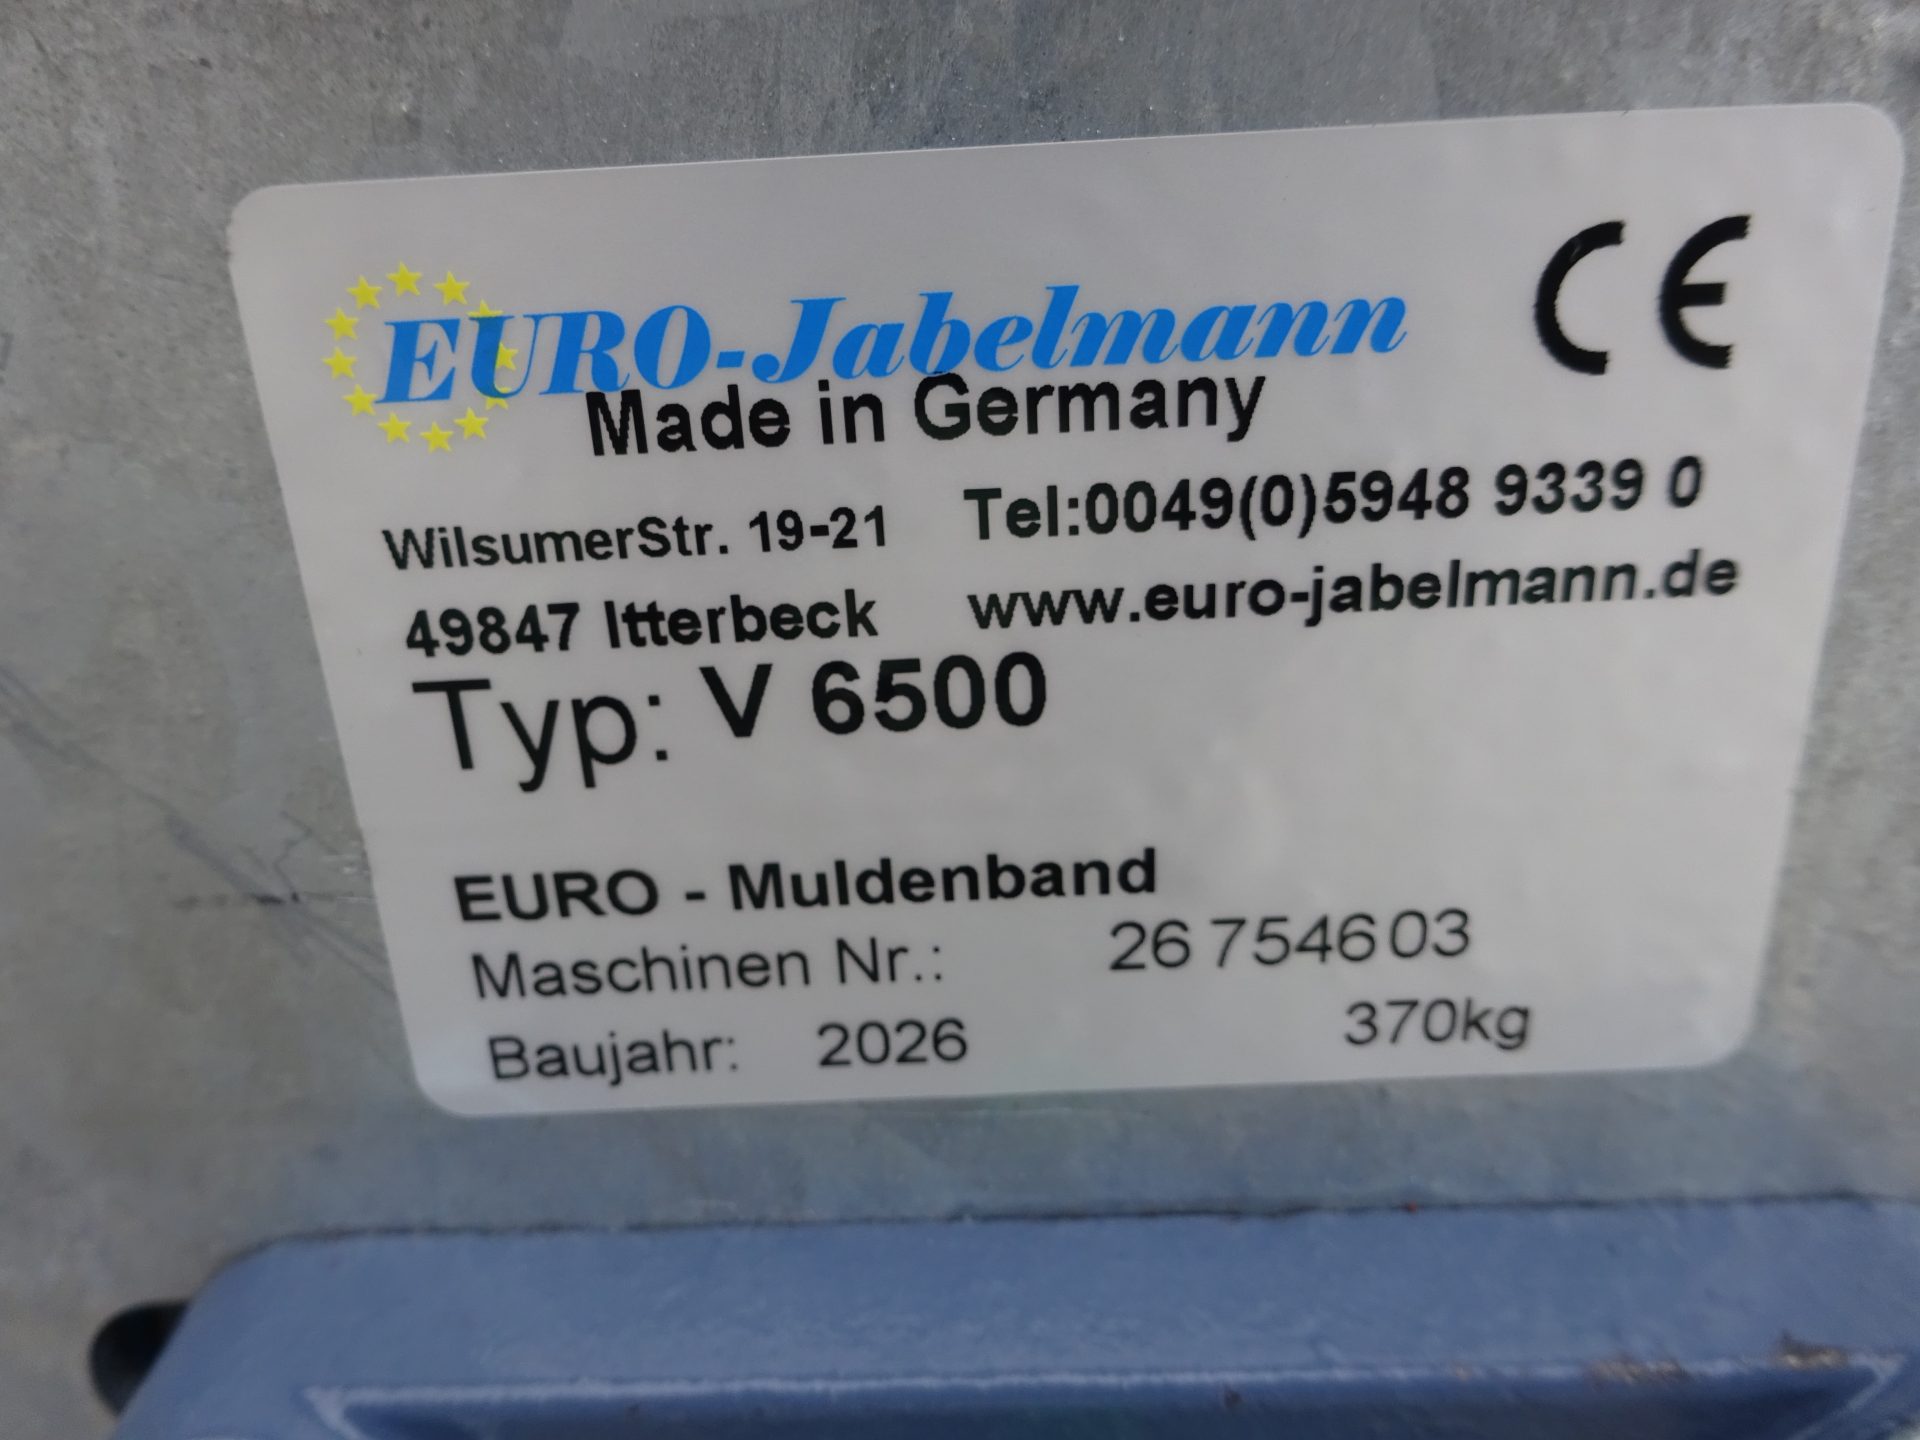 EURO-Jabelmann
CE
Made in Germany
WilsumerStr. 19-21 Tel:0049(0)5948 9339 0
49847 Itterbeck www.euro-jabelmann.de
Typ: V 6500
EURO - Muldenband
Maschinen Nr.: 26 754603
Baujahr: 2026 370kg